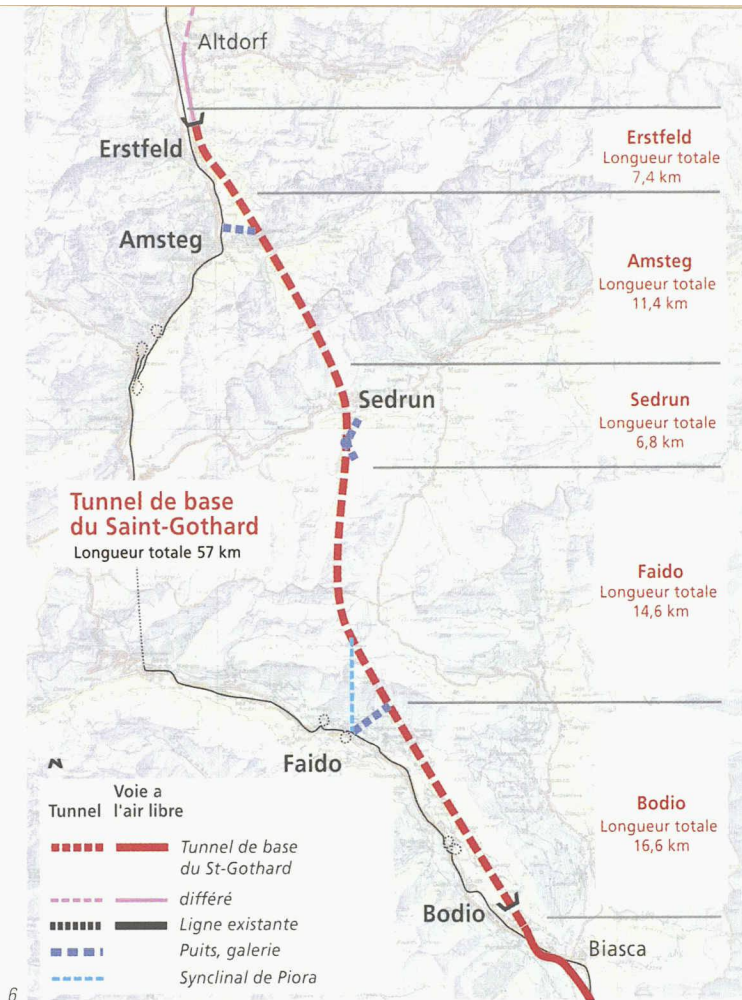 Altdorf
Erstfeld
Erstfeld
Longueur totale
7,4 km
Amsteg
Amsteg
Longueur totale
11,4 km
Sedrun
Sedrun
Longueur totale
6,8 km
Tunnel de base
du Saint-Gothard
Longueur totale 57 km
Faido
Longueur totale
14,6 km
Faido
Bodio
Longueur totale
16,6 km
Bodio
Biasca
N
Tunnel
Voie a
l'air libre
Tunnel de base
du St-Gothard
différé
Ligne existante
Puits, galerie
Synclinal de Piora
6